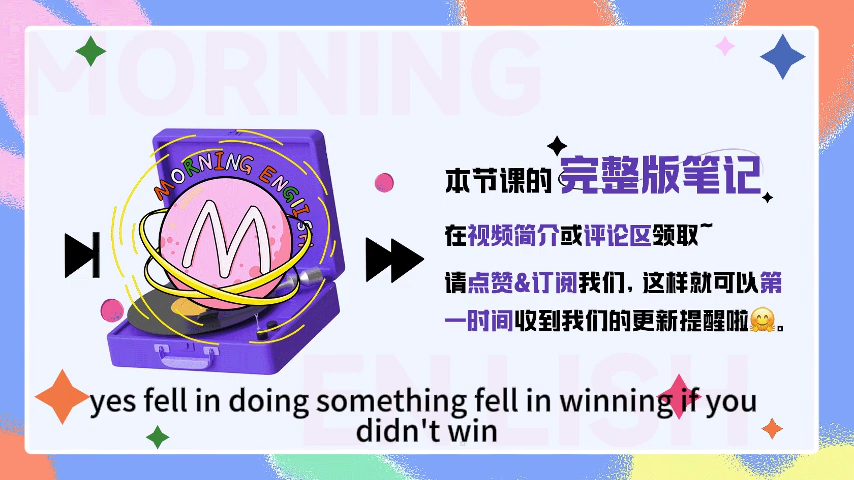 MORNING
MORNING ENGLISH
M
本节课的 完整版笔记
在视频简介或评论区领取~
请点赞&订阅我们，这样就可以第
一时间收到我们的更新提醒啦🤗。
ENGLISH
yes fell in doing something fell in winning if you
didn't win